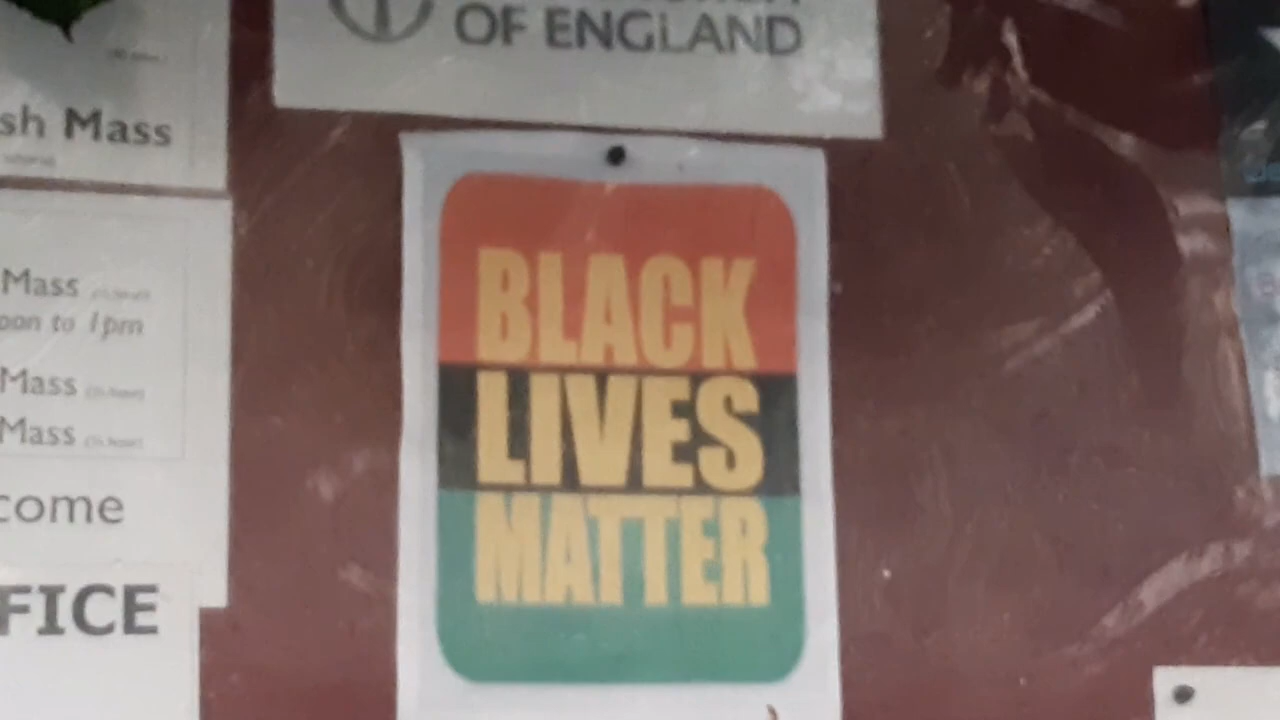 OF ENGLAND
sh Mass
Mass
oon to 1pm
Mass
Mass
come
FICE
BLACK
LIVES
MATTER